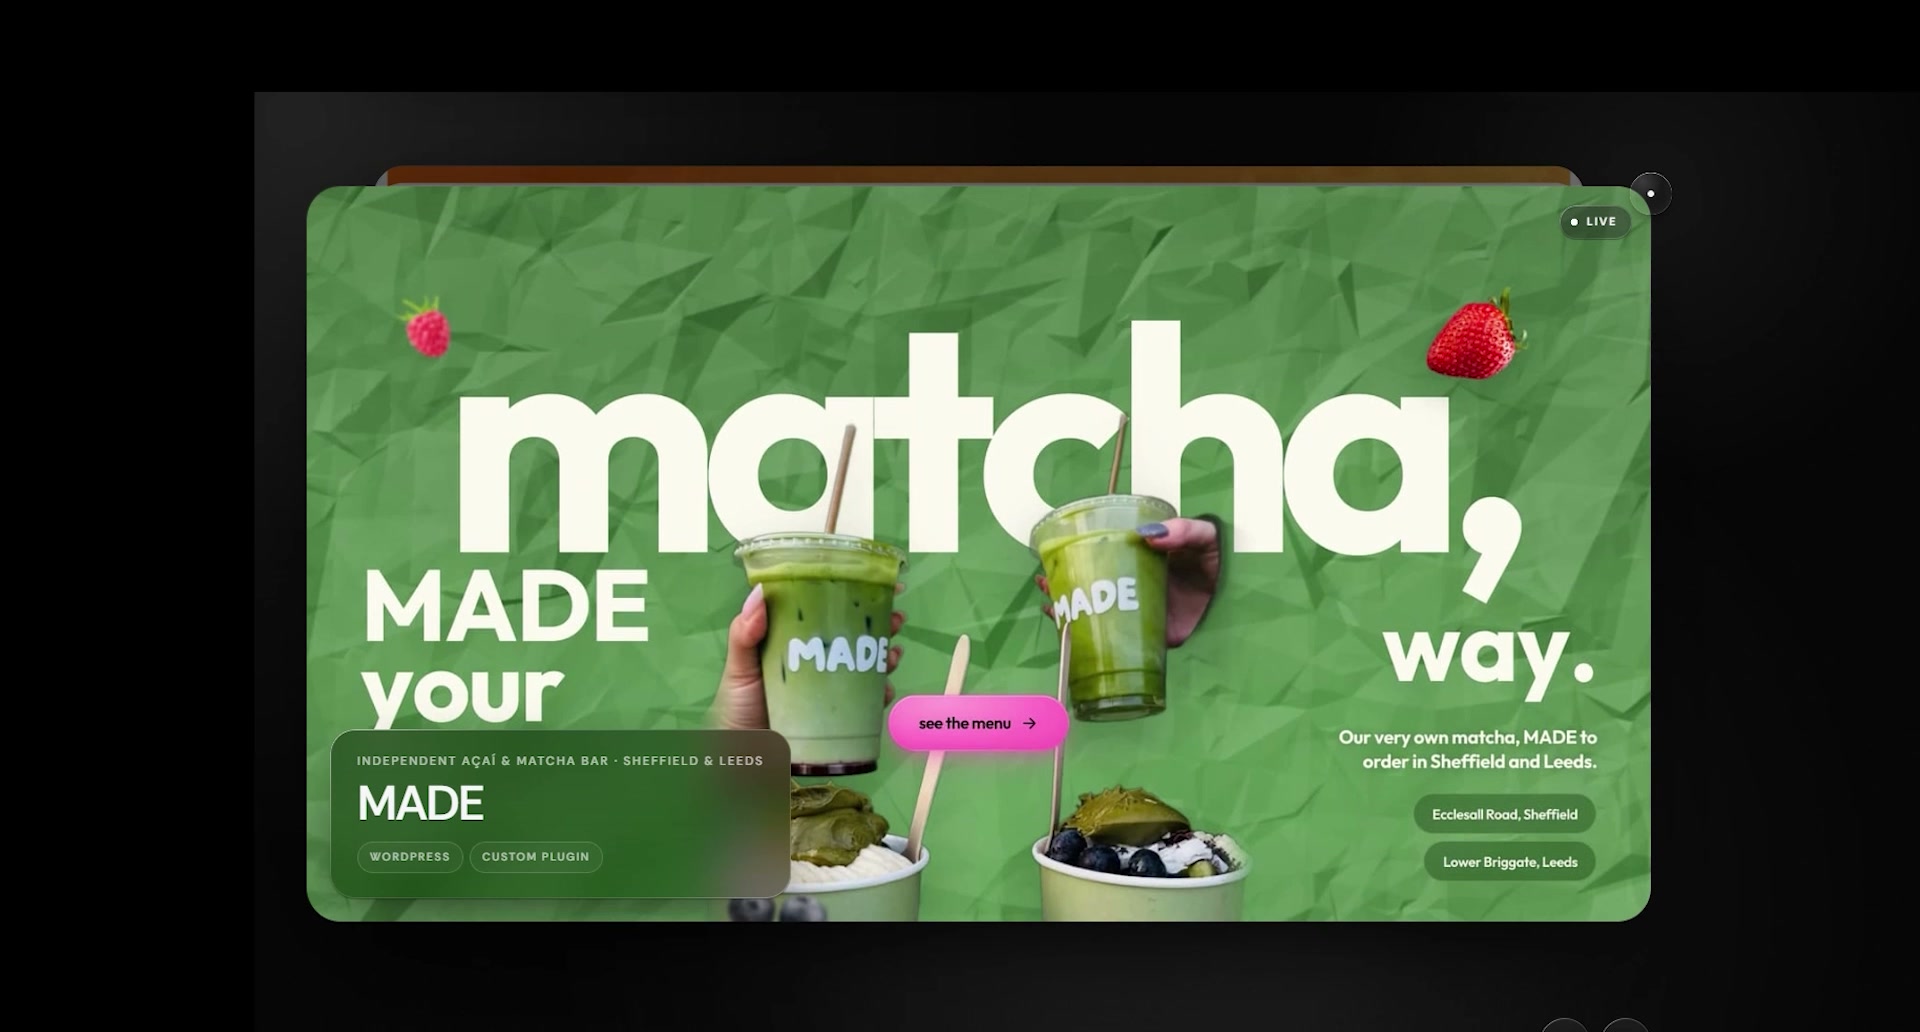 LIVE
matcha,
MADE
your
way.
MADE
MADE
see the menu →
Our very own matcha, MADE to
order in Sheffield and Leeds.
Ecclesall Road, Sheffield
Lower Briggate, Leeds
INDEPENDENT AÇAÍ & MATCHA BAR · SHEFFIELD & LEEDS
MADE
WORDPRESS
CUSTOM PLUGIN